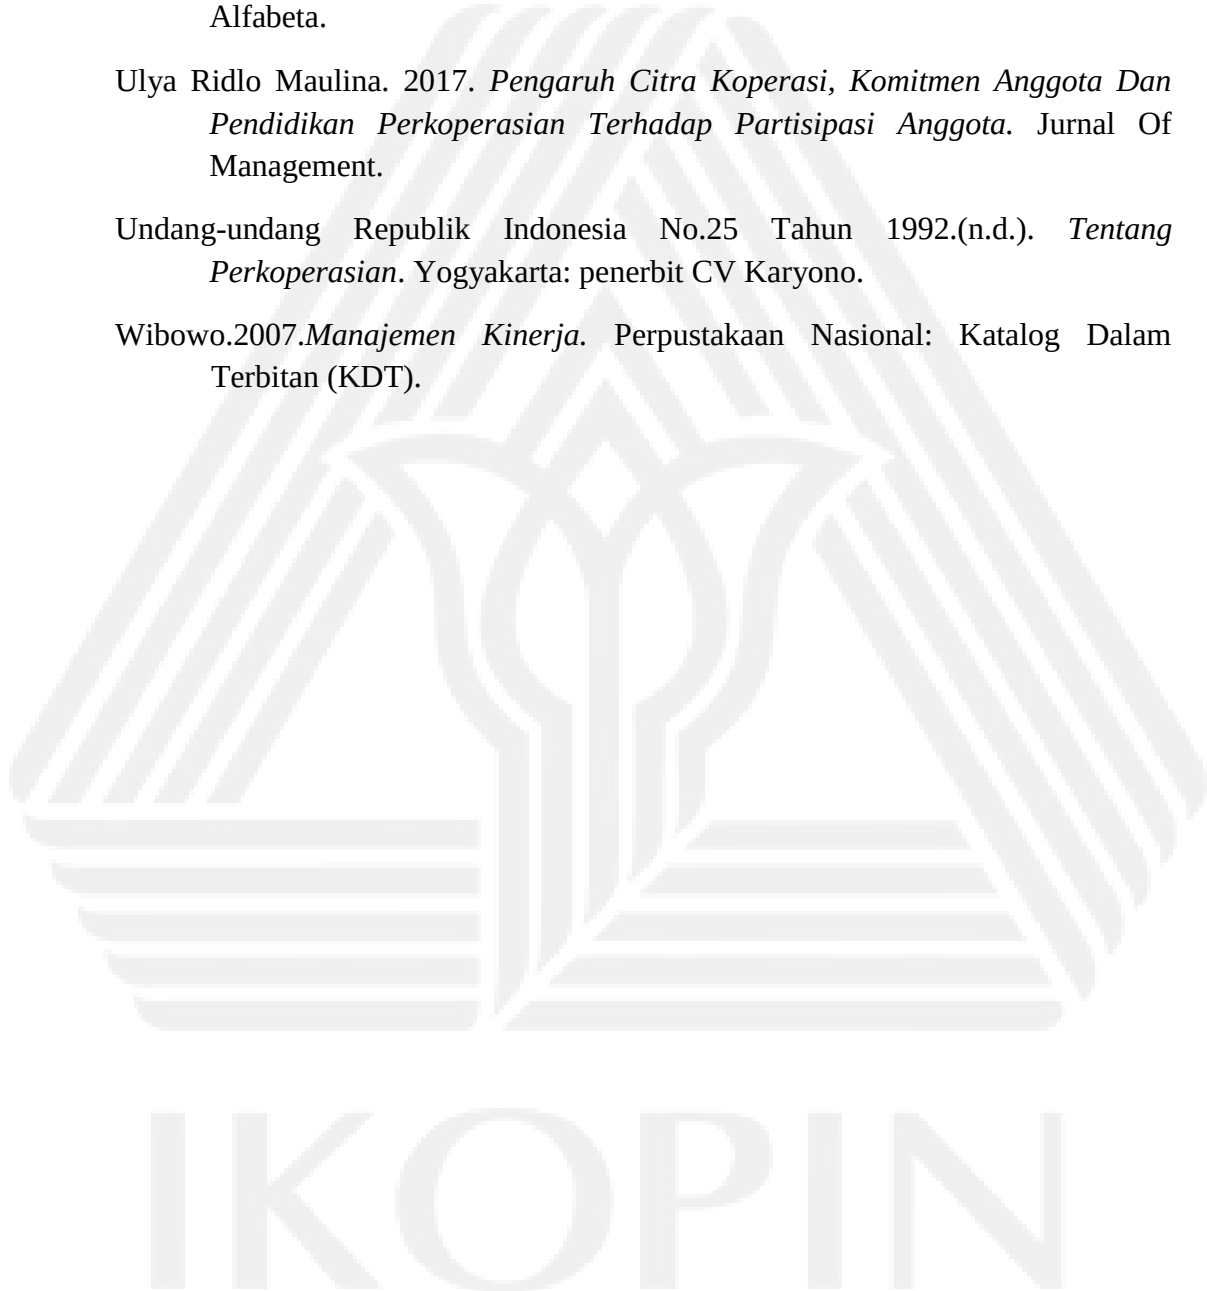 Alfabeta.
Ulya Ridlo Maulina. 2017. Pengaruh Citra Koperasi, Komitmen Anggota Dan
Pendidikan Perkoperasian Terhadap Partisipasi Anggota. Jurnal Of
Management.
Undang-undang Republik Indonesia No.25 Tahun 1992.(n.d.). Tentang
Perkoperasian. Yogyakarta: penerbit CV Karyono.
Wibowo.2007.Manajemen Kinerja. Perpustakaan Nasional: Katalog Dalam
Terbitan (KDT).
IKOPIN